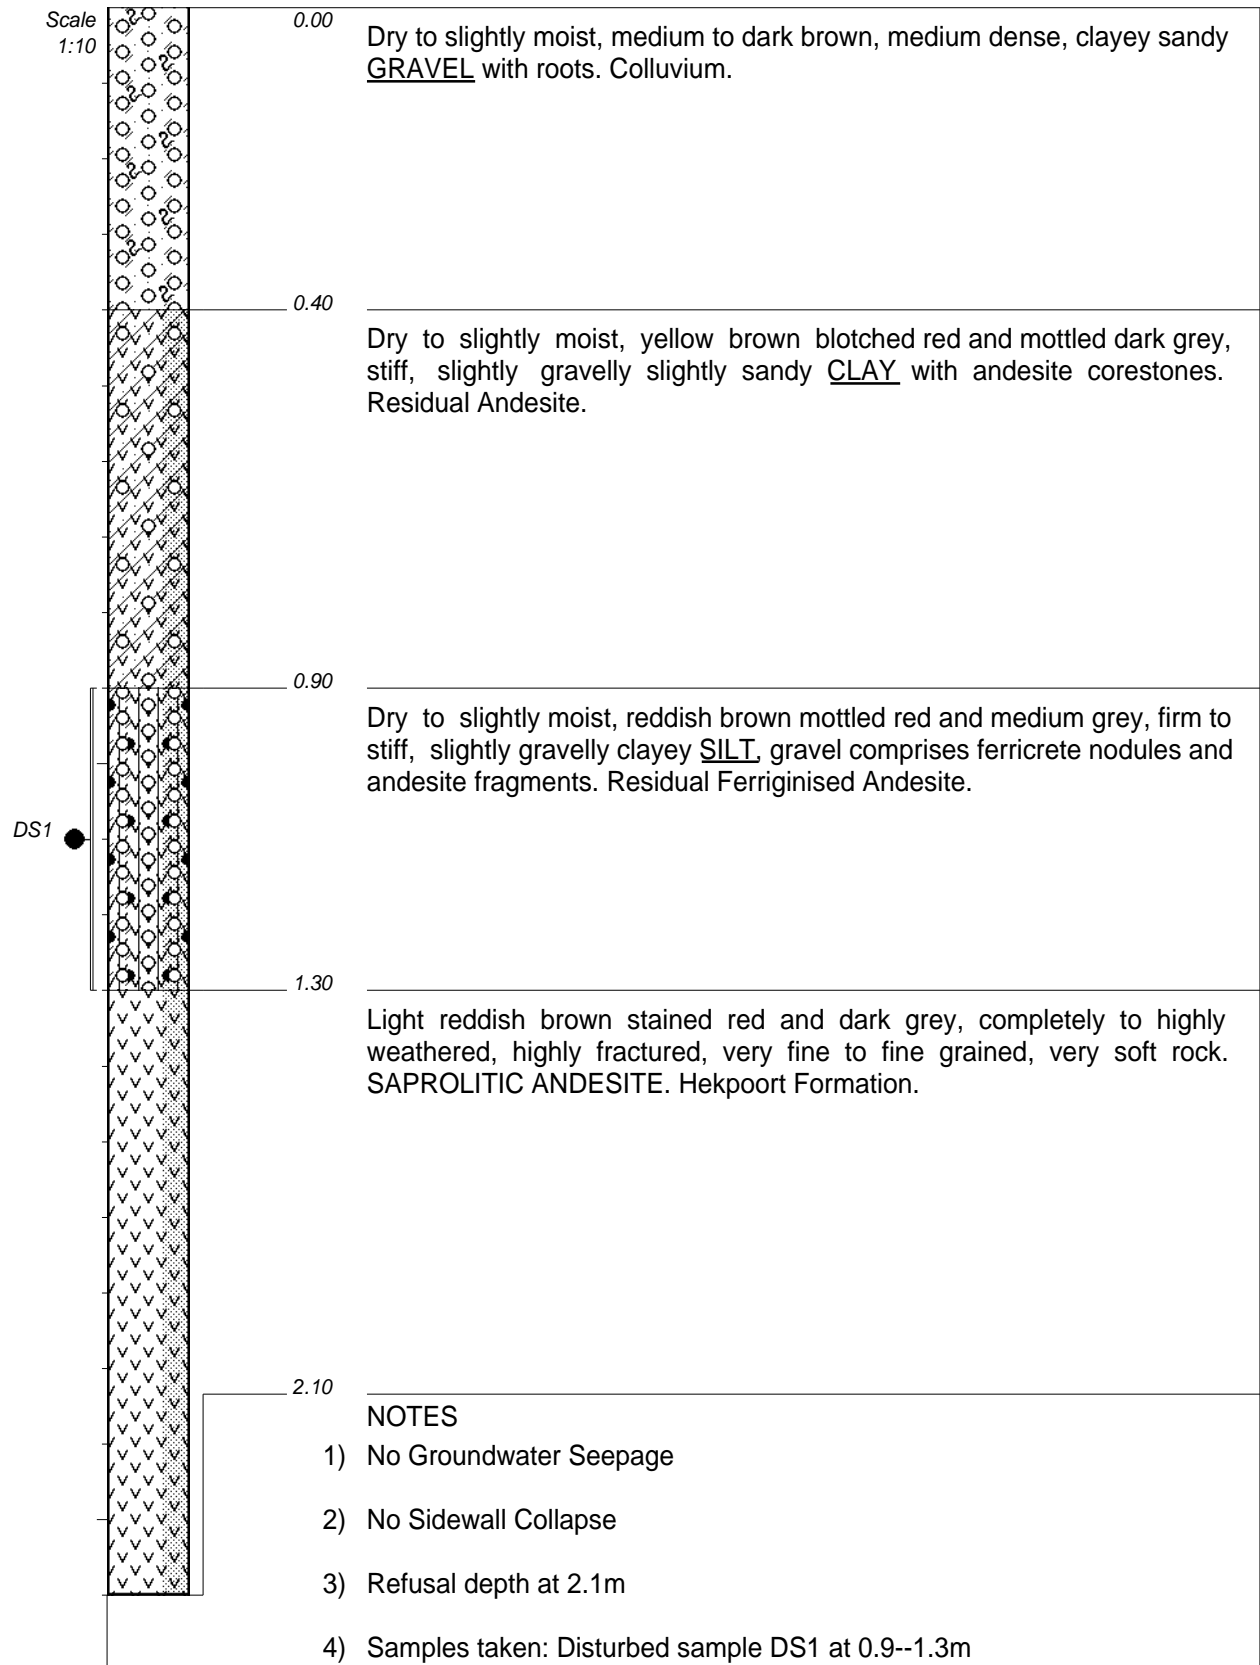 Scale
1:10
0.00
Dry to slightly moist, medium to dark brown, medium dense, clayey sandy
GRAVEL with roots. Colluvium.
0.40
Dry to slightly moist, yellow brown blotched red and mottled dark grey,
stiff, slightly gravelly slightly sandy CLAY with andesite corestones.
Residual Andesite.
0.90
Dry to slightly moist, reddish brown mottled red and medium grey, firm to
stiff, slightly gravelly clayey SILT, gravel comprises ferricrete nodules and
andesite fragments. Residual Ferriginised Andesite.
DS1
1.30
Light reddish brown stained red and dark grey, completely to highly
weathered, highly fractured, very fine to fine grained, very soft rock.
SAPROLITIC ANDESITE. Hekpoort Formation.
2.10
NOTES
1) No Groundwater Seepage
2) No Sidewall Collapse
3) Refusal depth at 2.1m
4) Samples taken: Disturbed sample DS1 at 0.9--1.3m